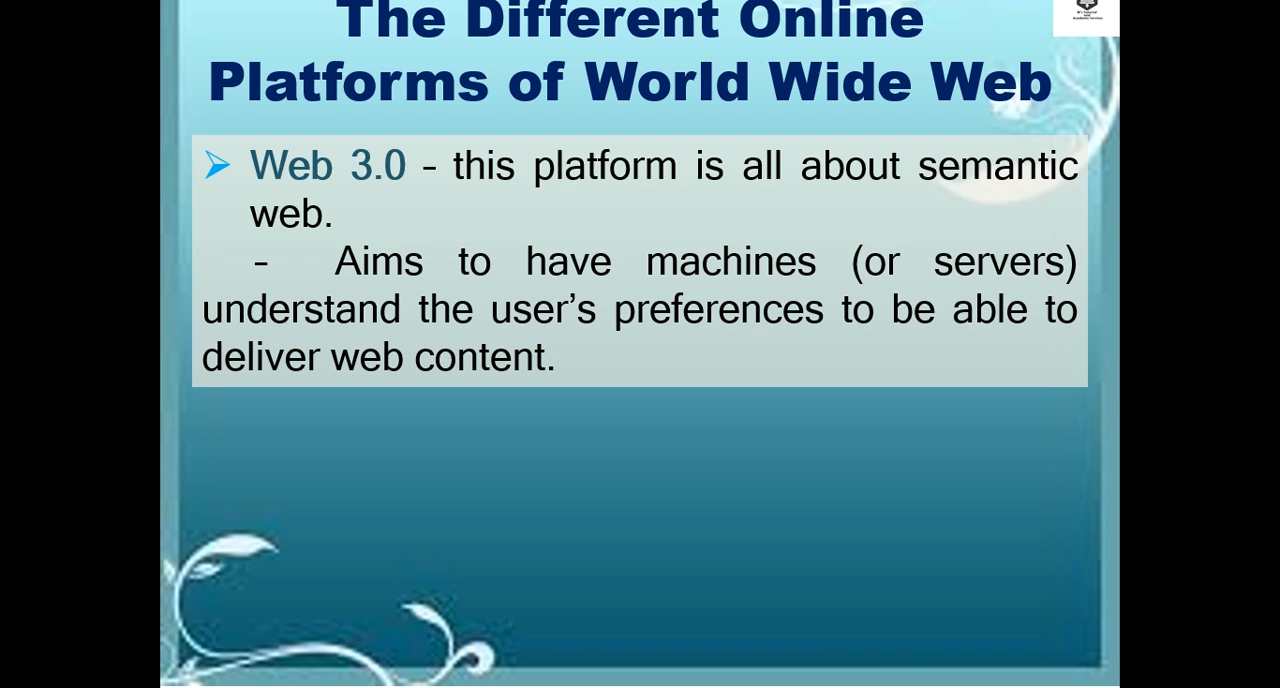 The Different Online
Platforms of World Wide Web
➢ Web 3.0 – this platform is all about semantic
web.
– Aims to have machines (or servers)
understand the user’s preferences to be able to
deliver web content.